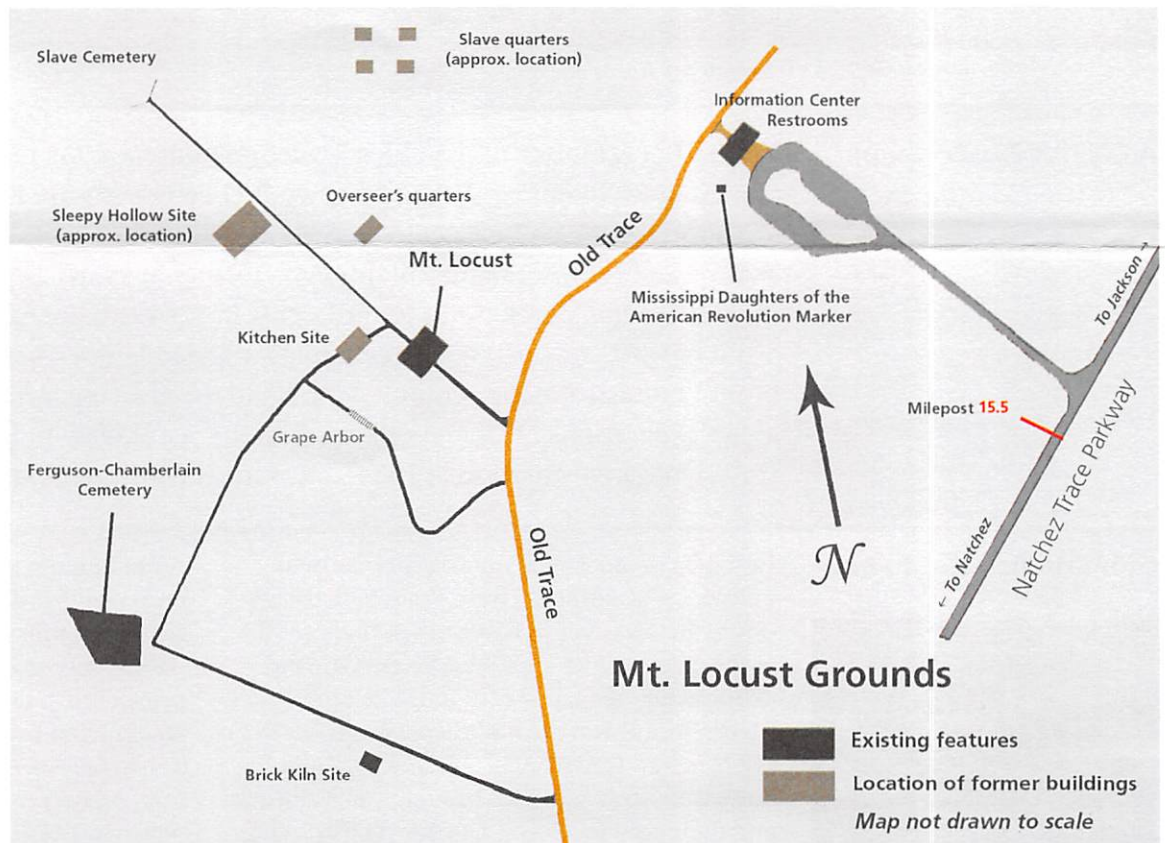 Slave Cemetery
Slave quarters
(approx. location)
Information Center
Restrooms
Sleepy Hollow Site
(approx. location)
Overseer's quarters
Mt. Locust
Old Trace
Mississippi Daughters of the
American Revolution Marker
To Jackson →
Kitchen Site
Grape Arbor
Milepost 15.5
Natchez Trace Parkway
Ferguson-Chamberlain
Cemetery
← To Natchez
Old Trace
N
Brick Kiln Site
Mt. Locust Grounds
Existing features
Location of former buildings
Map not drawn to scale